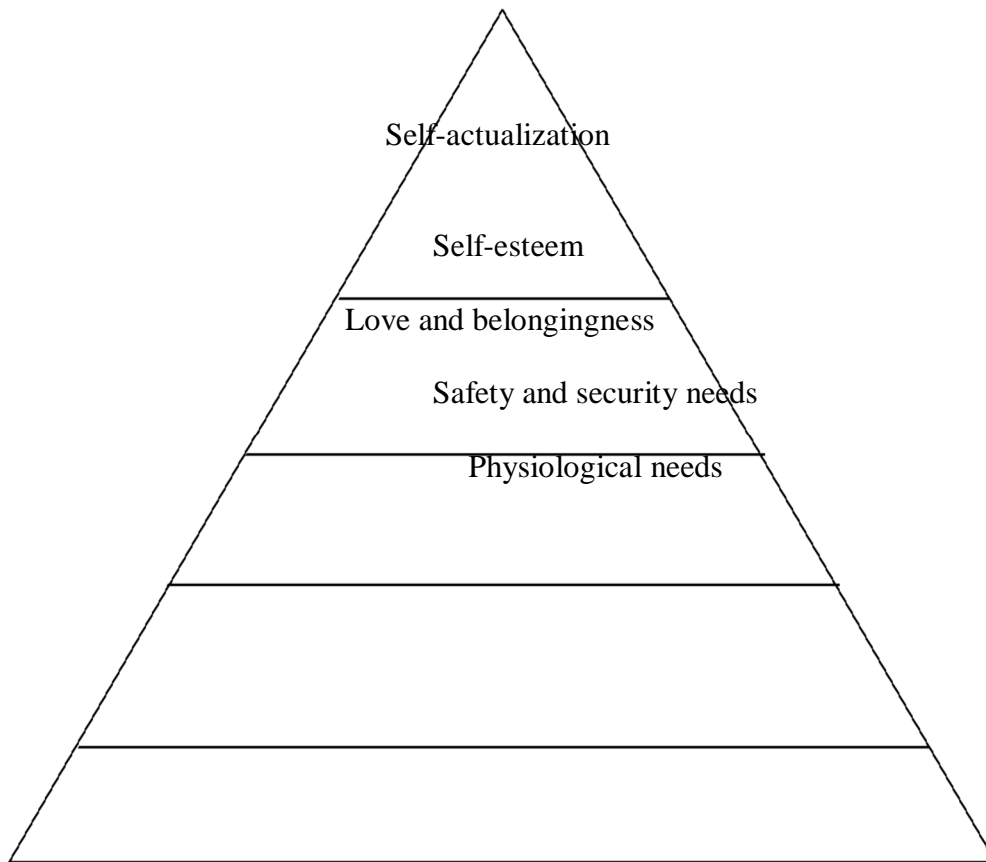 Self-actualization
Self-esteem
Love and belongingness
Safety and security needs
Physiological needs